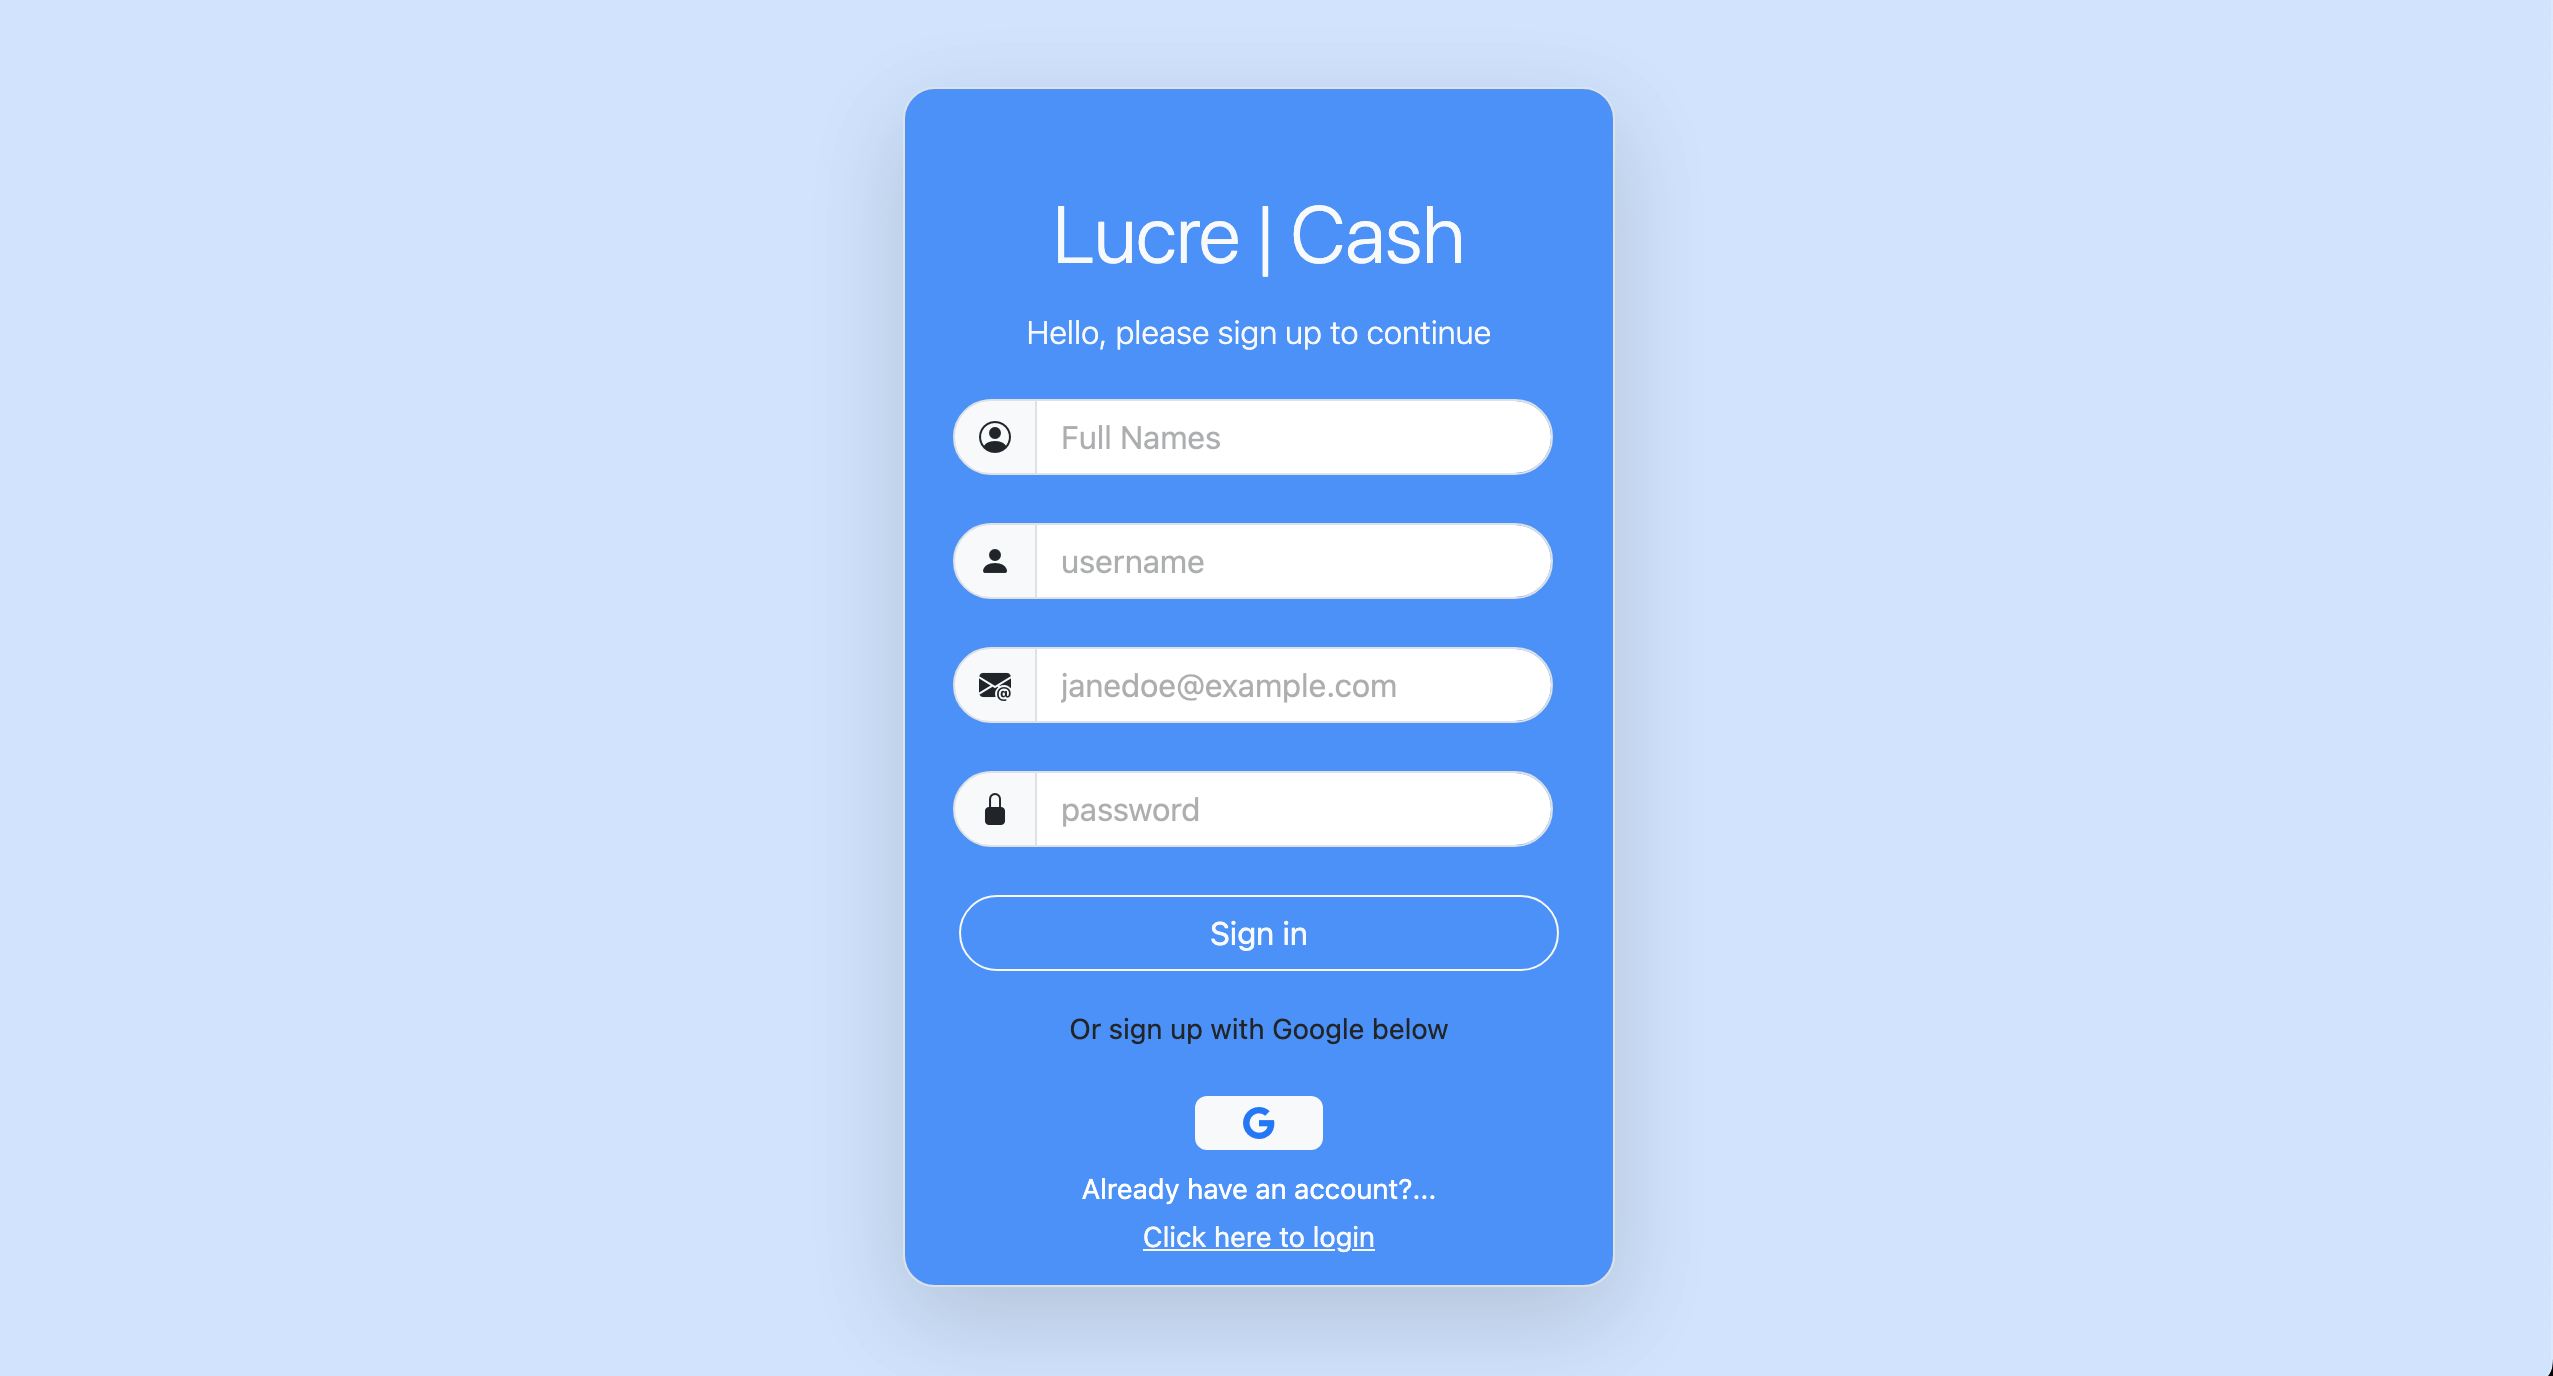 Lucre | Cash
Hello, please sign up to continue
Full Names
username
janedoe@example.com
password
Sign in
Or sign up with Google below
G
Already have an account?...
Click here to login